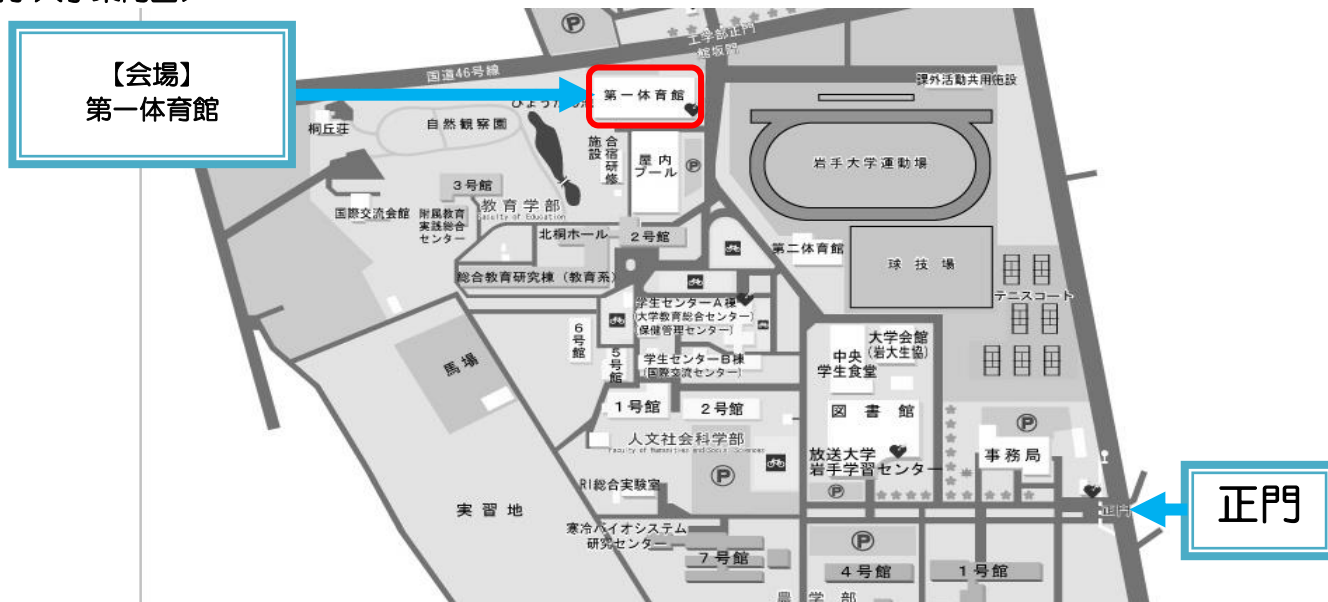 【会場】
第一体育館
国道46号線
工学部正門
館坂門
第一体育館
課外活動共用施設
桐丘荘
自然観察園
合宿研修
施設
屋内
プール
P
P
岩手大学運動場
3号館
教育学部
Faculty of Education
国際交流会館
附属教育
実践総合
センター
北桐ホール
2号館
第二体育館
球技場
総合教育研究棟(教育系)
テニスコート
学生センターA棟
(大学教育総合センター)
(保健管理センター)
6号館
5号館
学生センターB棟
(国際交流センター)
大学会館
(岩大生協)
中央
学生食堂
馬場
1号館
2号館
図書館
人文社会科学部
Faculty of Humanities and Social Sciences
P
事務局
放送大学
岩手学習センター
P
P
RI総合実験室
実習地
正門
正門
寒冷バイオシステム
研究センター
P
7号館
4号館
1号館
農学部